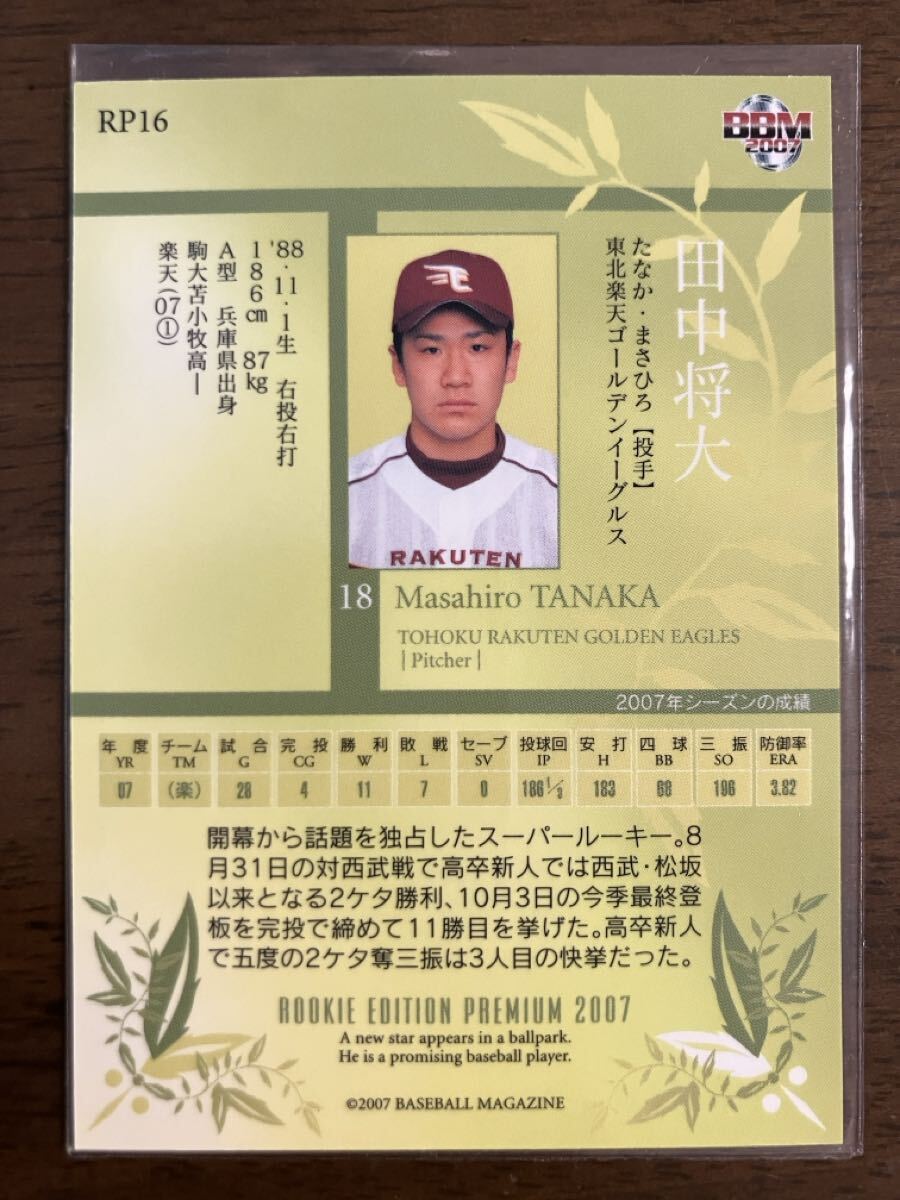 RP16
BBM
2007
田中将大
たなか・まさひろ【投手】
東北楽天ゴールデンイーグルス
'88・11・1生 右投右打
186cm 87kg
A型 兵庫県出身
駒大苫小牧高―
楽天(07①)
RAKUTEN
18 Masahiro TANAKA
TOHOKU RAKUTEN GOLDEN EAGLES
|Pitcher|
2007年シーズンの成績
年度 チーム 試合 完投 勝利 敗戦 セーブ 投球回 安打 四球 三振 防御率
YR TM G CG W L SV IP H BB SO ERA
07 (楽) 28 4 11 7 0 186 1/3 183 68 196 3.82
開幕から話題を独占したスーパールーキー。8
月31日の対西武戦で高卒新人では西武・松坂
以来となる2ケタ勝利、10月3日の今季最終登
板を完投で締めて11勝目を挙げた。高卒新人
で五度の2ケタ奪三振は3人目の快挙だった。
ROOKIE EDITION PREMIUM 2007
A new star appears in a ballpark.
He is a promising baseball player.
©2007 BASEBALL MAGAZINE